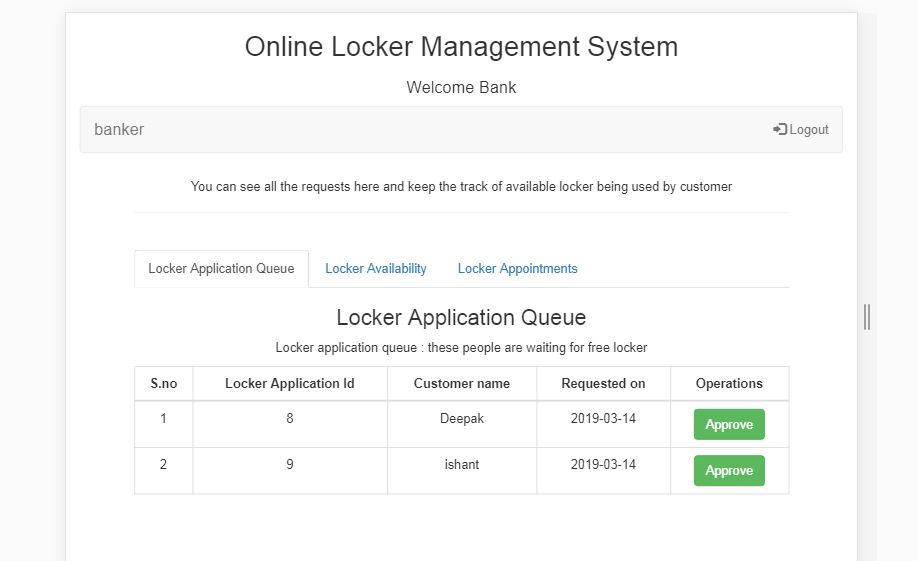 Online Locker Management System
Welcome Bank
banker Logout
You can see all the requests here and keep the track of available locker being used by customer
Locker Application Queue Locker Availability Locker Appointments
Locker Application Queue
Locker application queue : these people are waiting for free locker
S.no Locker Application Id Customer name Requested on Operations
1 8 Deepak 2019-03-14 Approve
2 9 ishant 2019-03-14 Approve